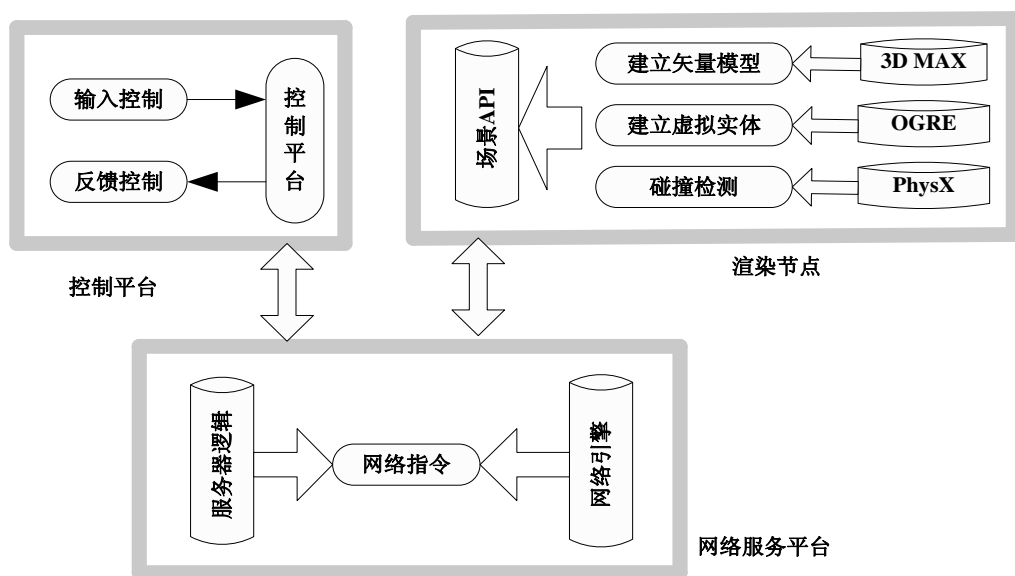 输入控制
反馈控制
控制平台
控制平台
场景API
建立矢量模型
3D MAX
建立虚拟实体
OGRE
碰撞检测
PhysX
渲染节点
服务器逻辑
网络指令
网络引擎
网络服务平台